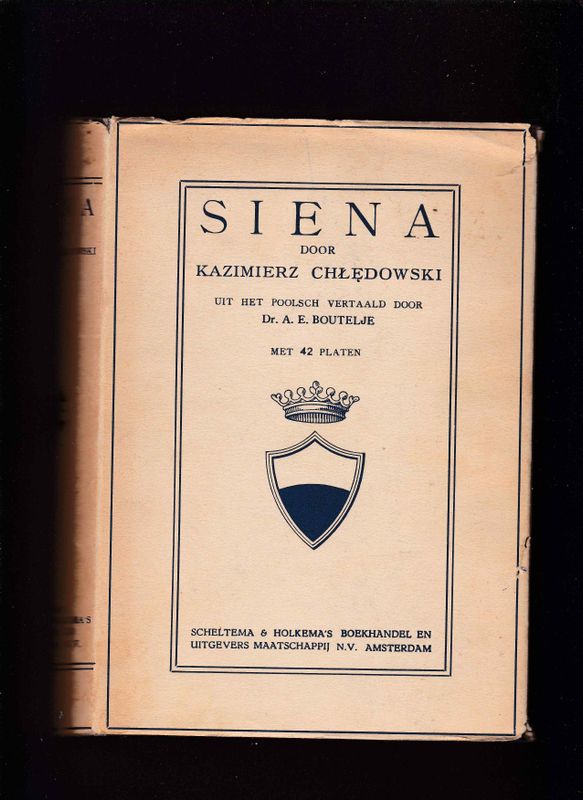 SIENA
DOOR
KAZIMIERZ CHŁĘDOWSKI
UIT HET POOLSCH VERTAALD DOOR
Dr. A. E. BOUTELJE
MET 42 PLATEN
SCHELTEMA & HOLKEMA'S BOEKHANDEL EN
UITGEVERS MAATSCHAPPIJ N.V. AMSTERDAM